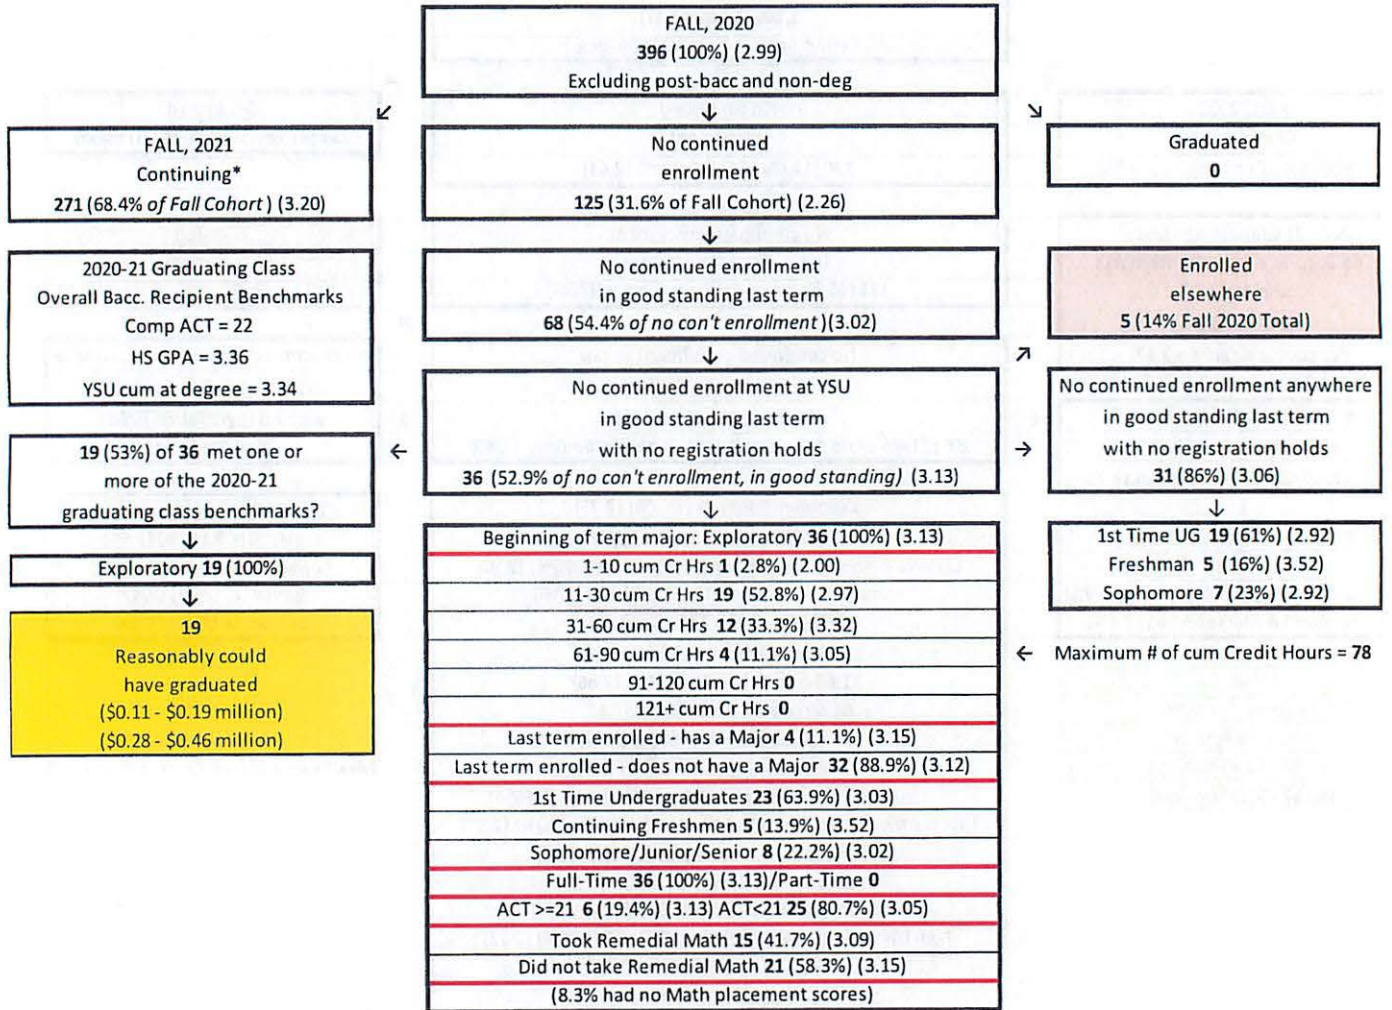 FALL, 2020
396 (100%) (2.99)
Excluding post-bacc and non-deg
↙ ↓ ↘
FALL, 2021
Continuing*
271 (68.4% of Fall Cohort) (3.20)
No continued
enrollment
125 (31.6% of Fall Cohort) (2.26)
Graduated
0
↓
2020-21 Graduating Class
Overall Bacc. Recipient Benchmarks
Comp ACT = 22
HS GPA = 3.36
YSU cum at degree = 3.34
No continued enrollment
in good standing last term
68 (54.4% of no con't enrollment )(3.02)
Enrolled
elsewhere
5 (14% Fall 2020 Total)
↓ ↗
19 (53%) of 36 met one or
more of the 2020-21
graduating class benchmarks?
←
No continued enrollment at YSU
in good standing last term
with no registration holds
36 (52.9% of no con't enrollment, in good standing) (3.13)
→
No continued enrollment anywhere
in good standing last term
with no registration holds
31 (86%) (3.06)
↓
Exploratory 19 (100%)
↓
19
Reasonably could
have graduated
($0.11 - $0.19 million)
($0.28 - $0.46 million)
↓
Beginning of term major: Exploratory 36 (100%) (3.13)
1-10 cum Cr Hrs 1 (2.8%) (2.00)
11-30 cum Cr Hrs 19 (52.8%) (2.97)
31-60 cum Cr Hrs 12 (33.3%) (3.32)
61-90 cum Cr Hrs 4 (11.1%) (3.05)
91-120 cum Cr Hrs 0
121+ cum Cr Hrs 0
Last term enrolled - has a Major 4 (11.1%) (3.15)
Last term enrolled - does not have a Major 32 (88.9%) (3.12)
1st Time Undergraduates 23 (63.9%) (3.03)
Continuing Freshmen 5 (13.9%) (3.52)
Sophomore/Junior/Senior 8 (22.2%) (3.02)
Full-Time 36 (100%) (3.13)/Part-Time 0
ACT >=21 6 (19.4%) (3.13) ACT<21 25 (80.7%) (3.05)
Took Remedial Math 15 (41.7%) (3.09)
Did not take Remedial Math 21 (58.3%) (3.15)
(8.3% had no Math placement scores)
↓
1st Time UG 19 (61%) (2.92)
Freshman 5 (16%) (3.52)
Sophomore 7 (23%) (2.92)
← Maximum # of cum Credit Hours = 78